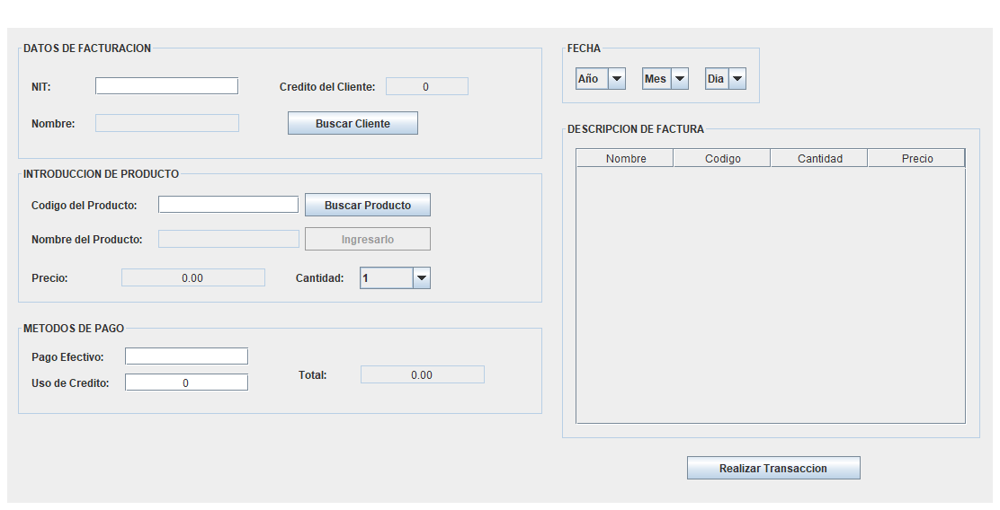 DATOS DE FACTURACION
NIT:
Credito del Cliente: 0
Nombre:
Buscar Cliente
INTRODUCCION DE PRODUCTO
Codigo del Producto:
Buscar Producto
Nombre del Producto:
Ingresarlo
Precio: 0.00
Cantidad: 1
METODOS DE PAGO
Pago Efectivo:
Uso de Credito: 0
Total: 0.00
FECHA
Año Mes Dia
DESCRIPCION DE FACTURA
Nombre Codigo Cantidad Precio
Realizar Transaccion